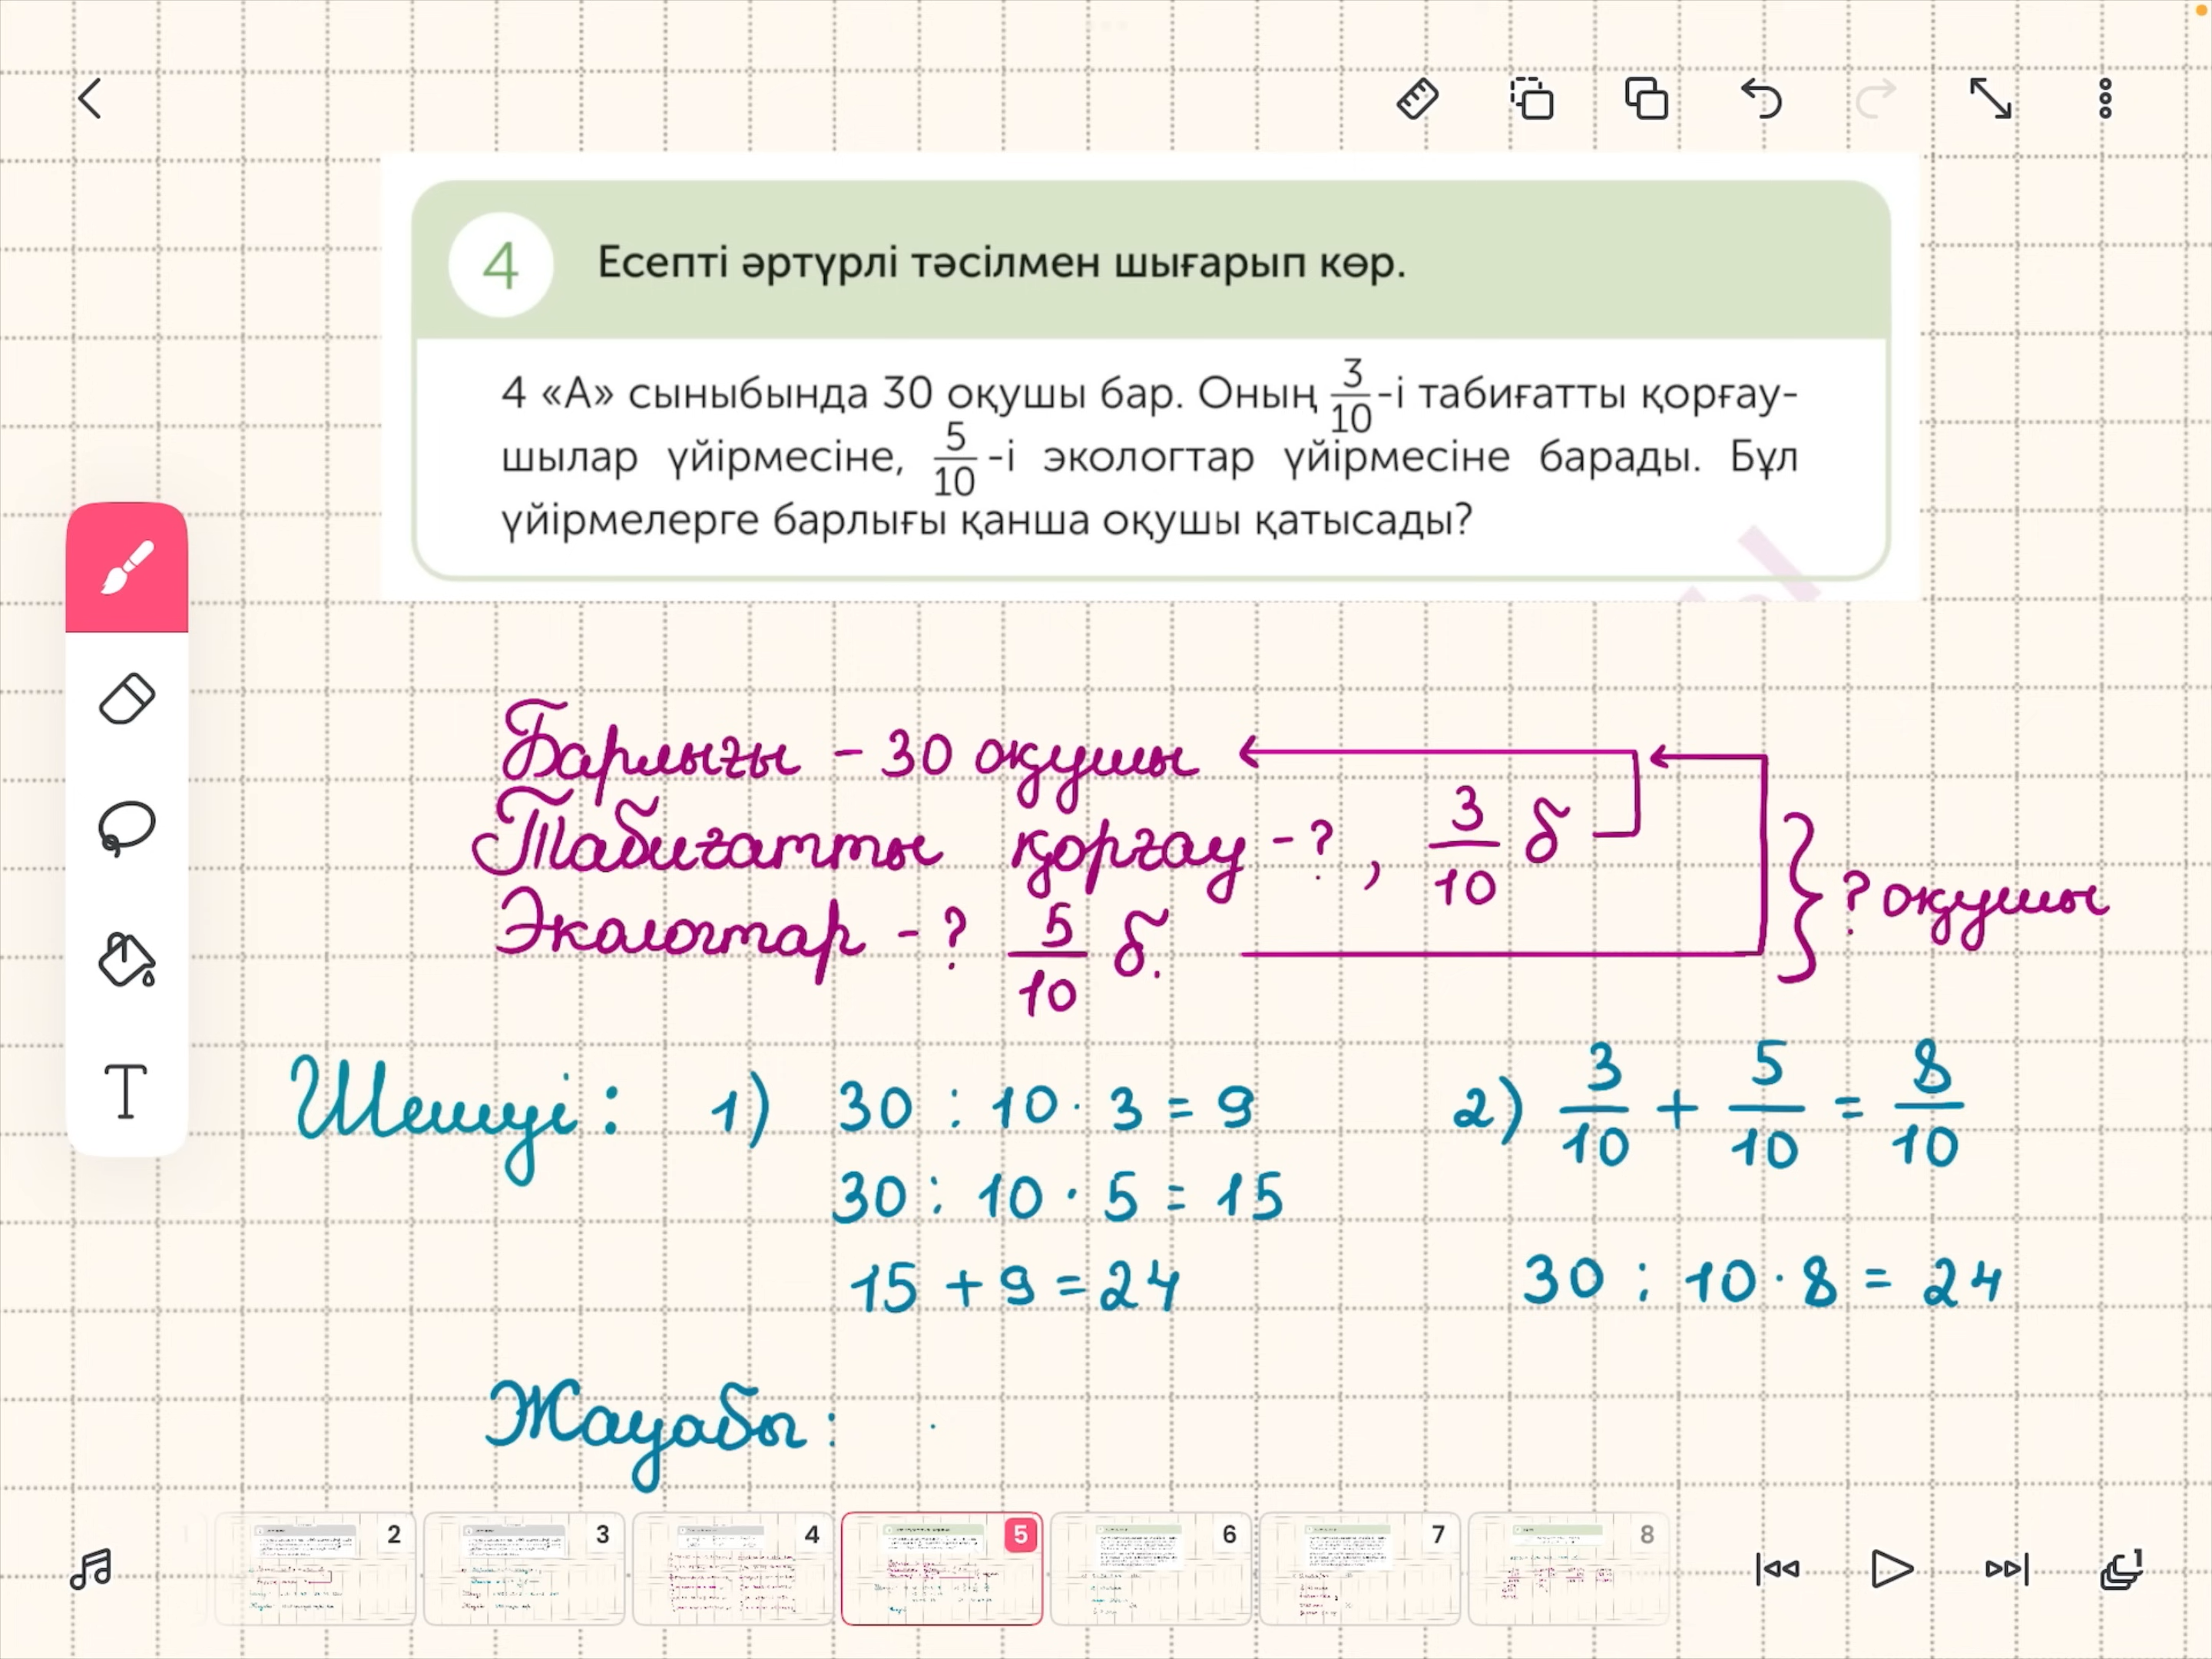 4 Есепті әртүрлі тәсілмен шығарып көр.
4 «А» сыныбында 30 оқушы бар. Оның 3/10-і табиғатты қорғау-
шылар үйірмесіне, 5/10-і экологтар үйірмесіне барады. Бұл
үйірмелерге барлығы қанша оқушы қатысады?
Барлығы - 30 оқушы
Табиғатты қорғау - ?, 3/10 б
Экологтар - ? 5/10 б.
? оқушы
Шешуі: 1) 30 : 10 · 3 = 9
30 : 10 · 5 = 15
15 + 9 = 24
2) 3/10 + 5/10 = 8/10
30 : 10 · 8 = 24
Жауабы:
T
2 3 4 5 6 7 8
1